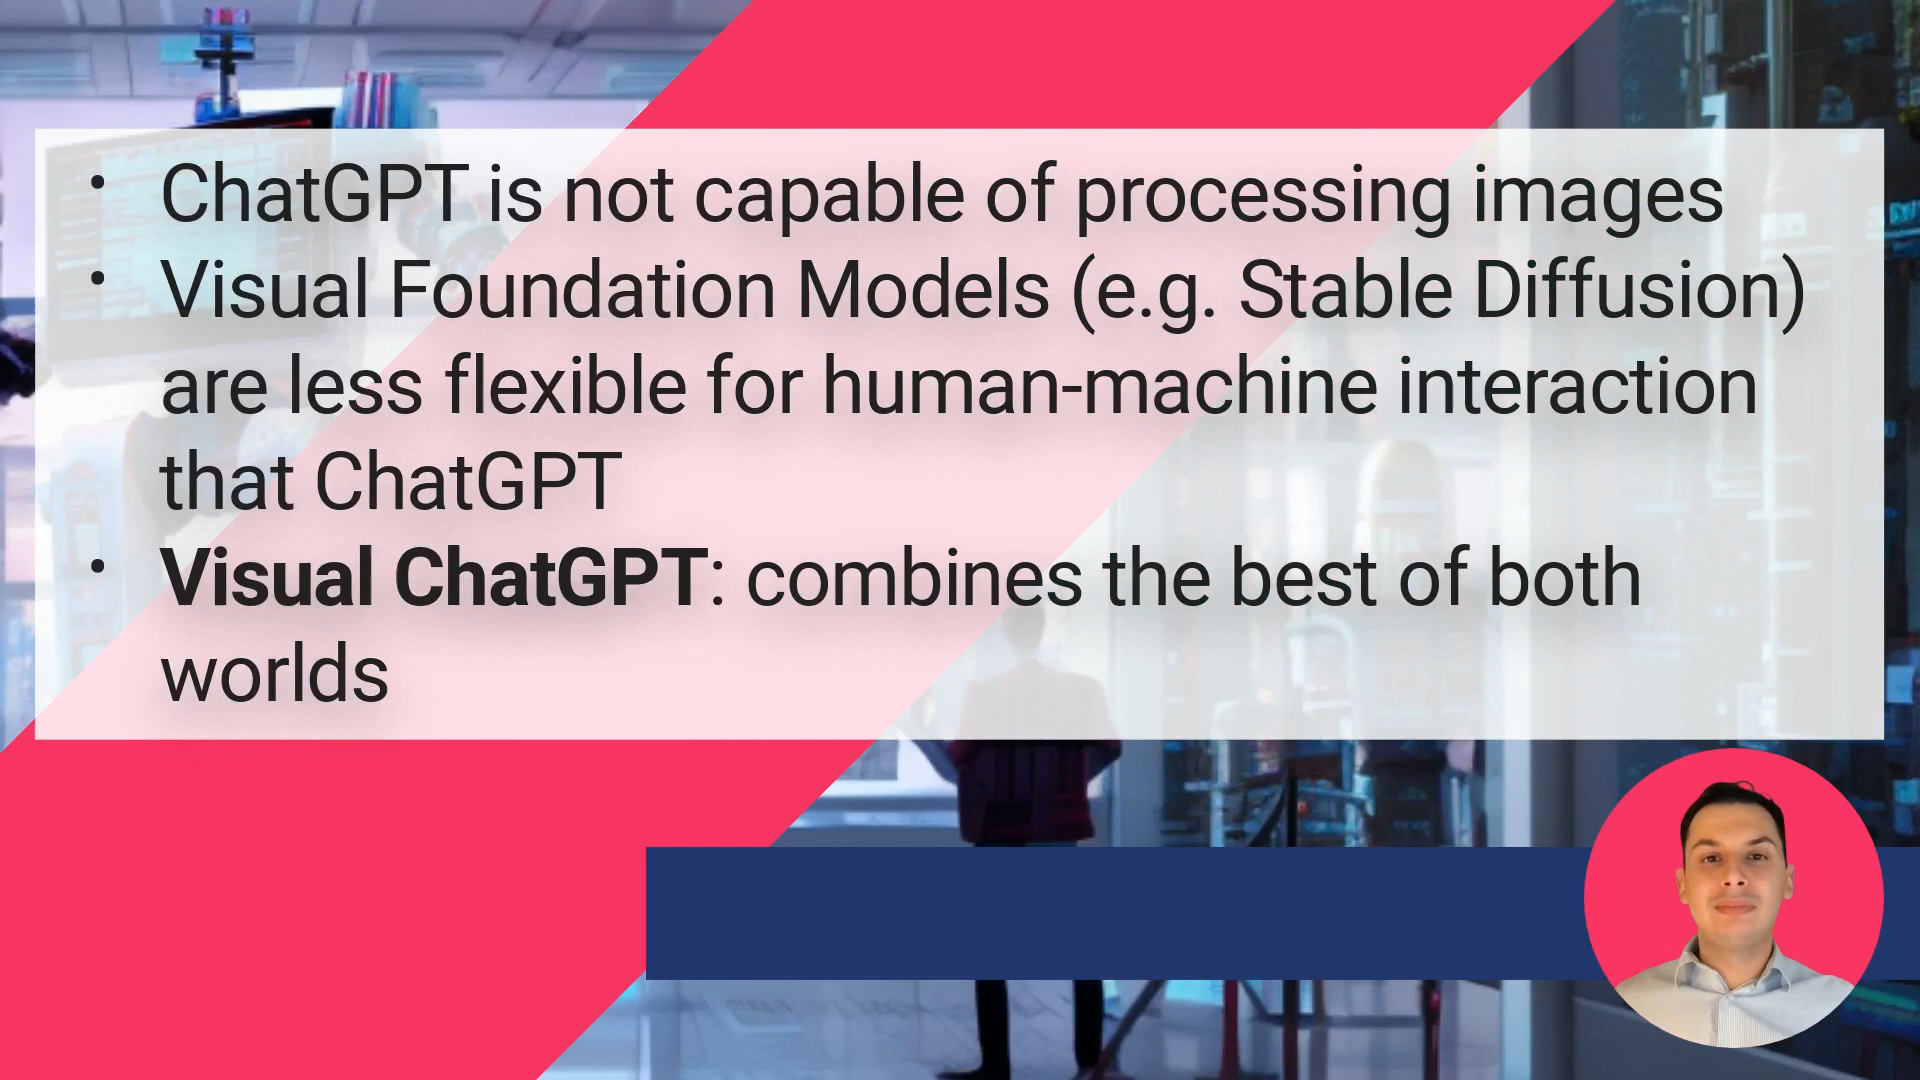 • ChatGPT is not capable of processing images
• Visual Foundation Models (e.g. Stable Diffusion)
are less flexible for human-machine interaction
that ChatGPT
• Visual ChatGPT: combines the best of both
worlds